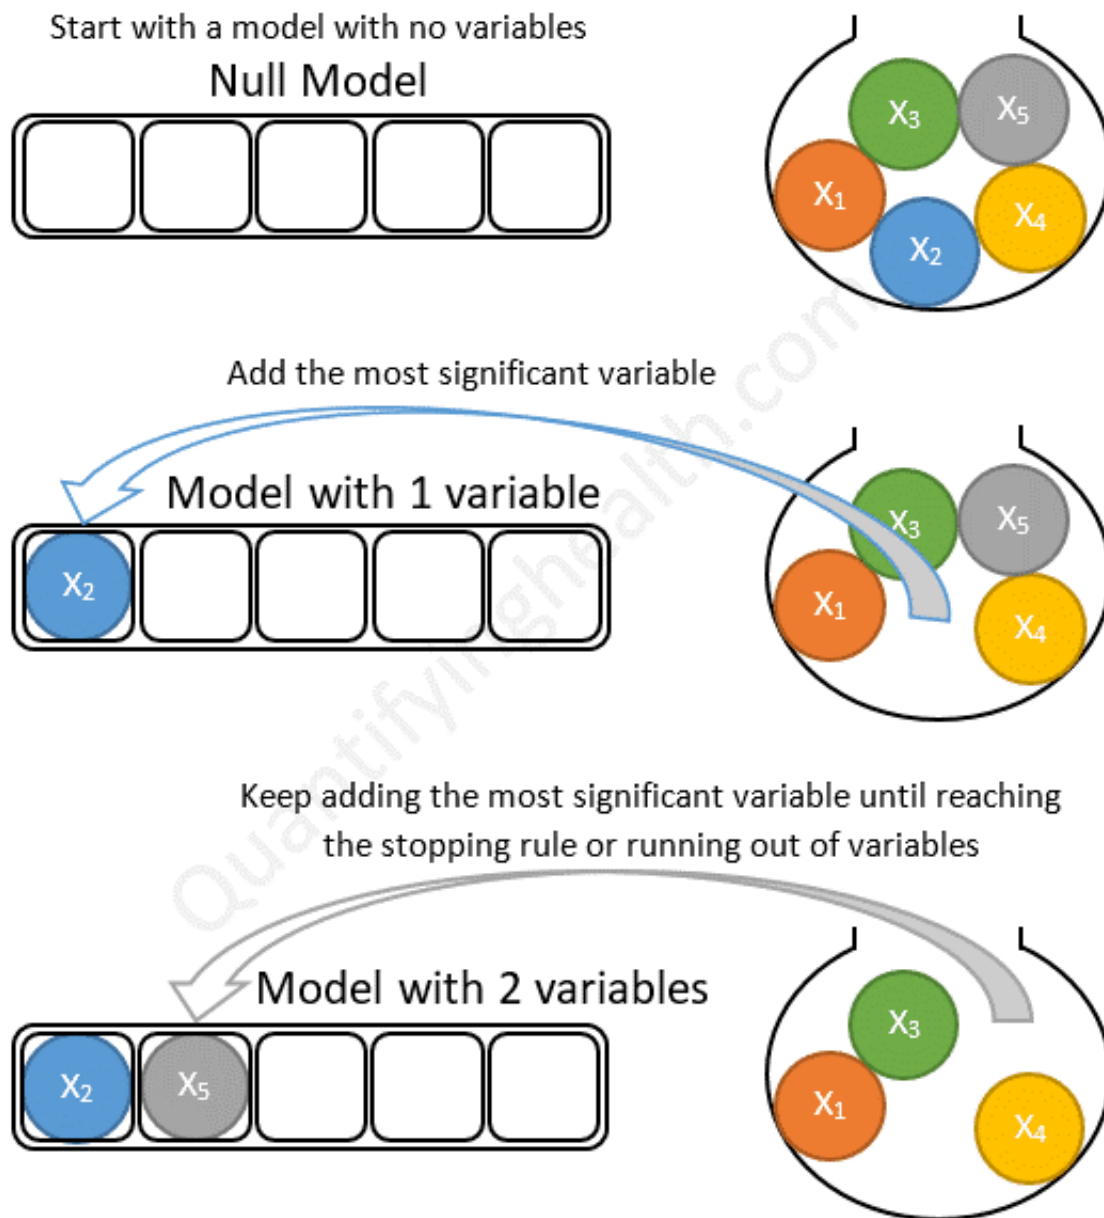 Start with a model with no variables
Null Model
X₃
X₅
X₁
X₄
X₂
Add the most significant variable
Model with 1 variable
X₂
X₃
X₅
X₁
X₄
Keep adding the most significant variable until reaching
the stopping rule or running out of variables
Model with 2 variables
X₂
X₅
X₃
X₁
X₄
Quantifyinghealth.com